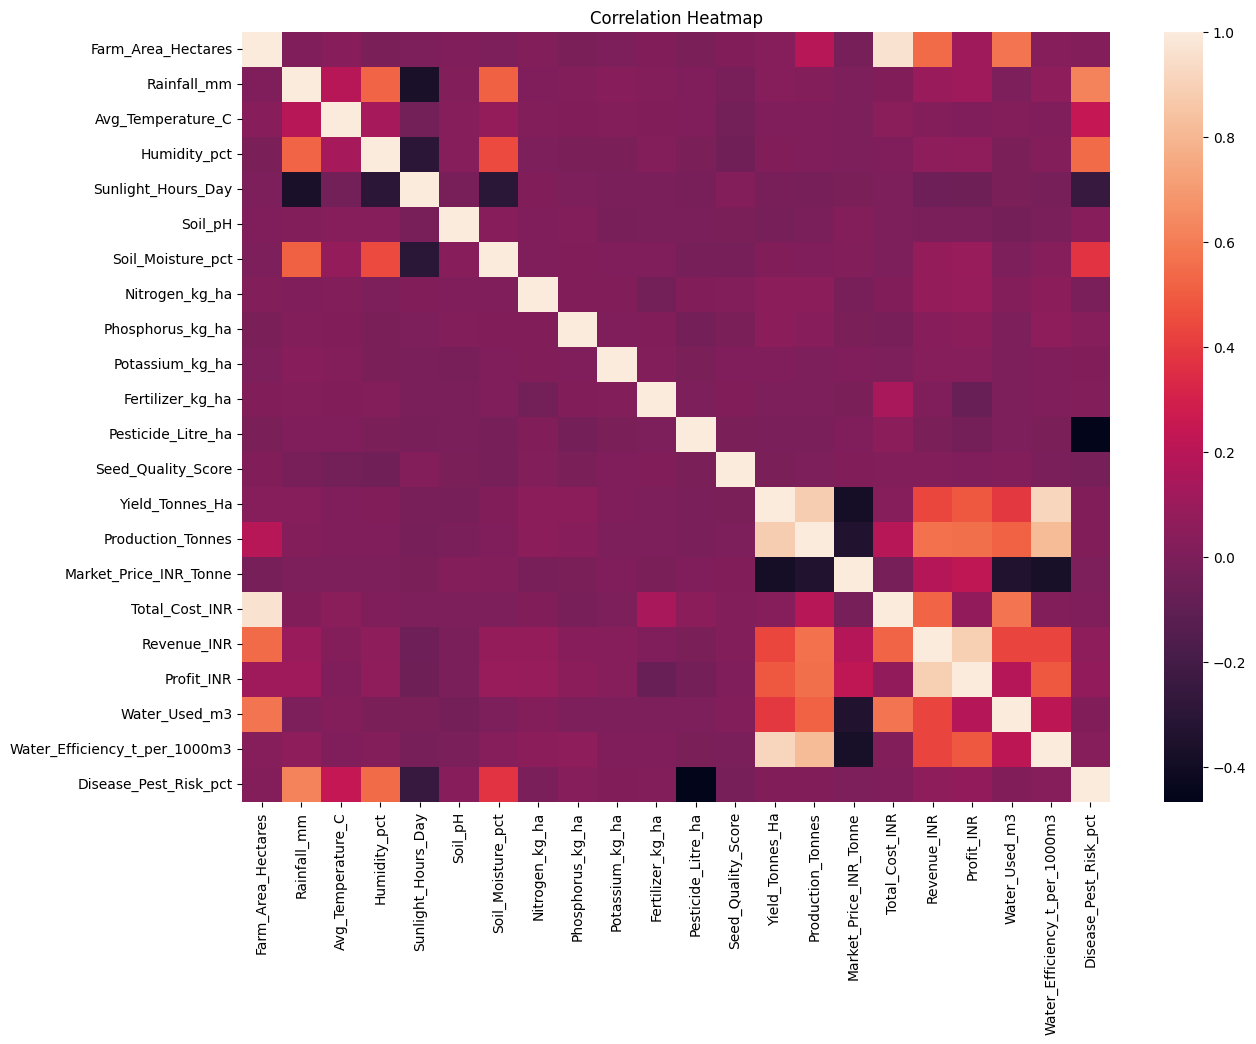 Correlation Heatmap
Farm_Area_Hectares
Rainfall_mm
Avg_Temperature_C
Humidity_pct
Sunlight_Hours_Day
Soil_pH
Soil_Moisture_pct
Nitrogen_kg_ha
Phosphorus_kg_ha
Potassium_kg_ha
Fertilizer_kg_ha
Pesticide_Litre_ha
Seed_Quality_Score
Yield_Tonnes_Ha
Production_Tonnes
Market_Price_INR_Tonne
Total_Cost_INR
Revenue_INR
Profit_INR
Water_Used_m3
Water_Efficiency_t_per_1000m3
Disease_Pest_Risk_pct
Farm_Area_Hectares
Rainfall_mm
Avg_Temperature_C
Humidity_pct
Sunlight_Hours_Day
Soil_pH
Soil_Moisture_pct
Nitrogen_kg_ha
Phosphorus_kg_ha
Potassium_kg_ha
Fertilizer_kg_ha
Pesticide_Litre_ha
Seed_Quality_Score
Yield_Tonnes_Ha
Production_Tonnes
Market_Price_INR_Tonne
Total_Cost_INR
Revenue_INR
Profit_INR
Water_Used_m3
Water_Efficiency_t_per_1000m3
Disease_Pest_Risk_pct
1.0
0.8
0.6
0.4
0.2
0.0
−0.2
−0.4